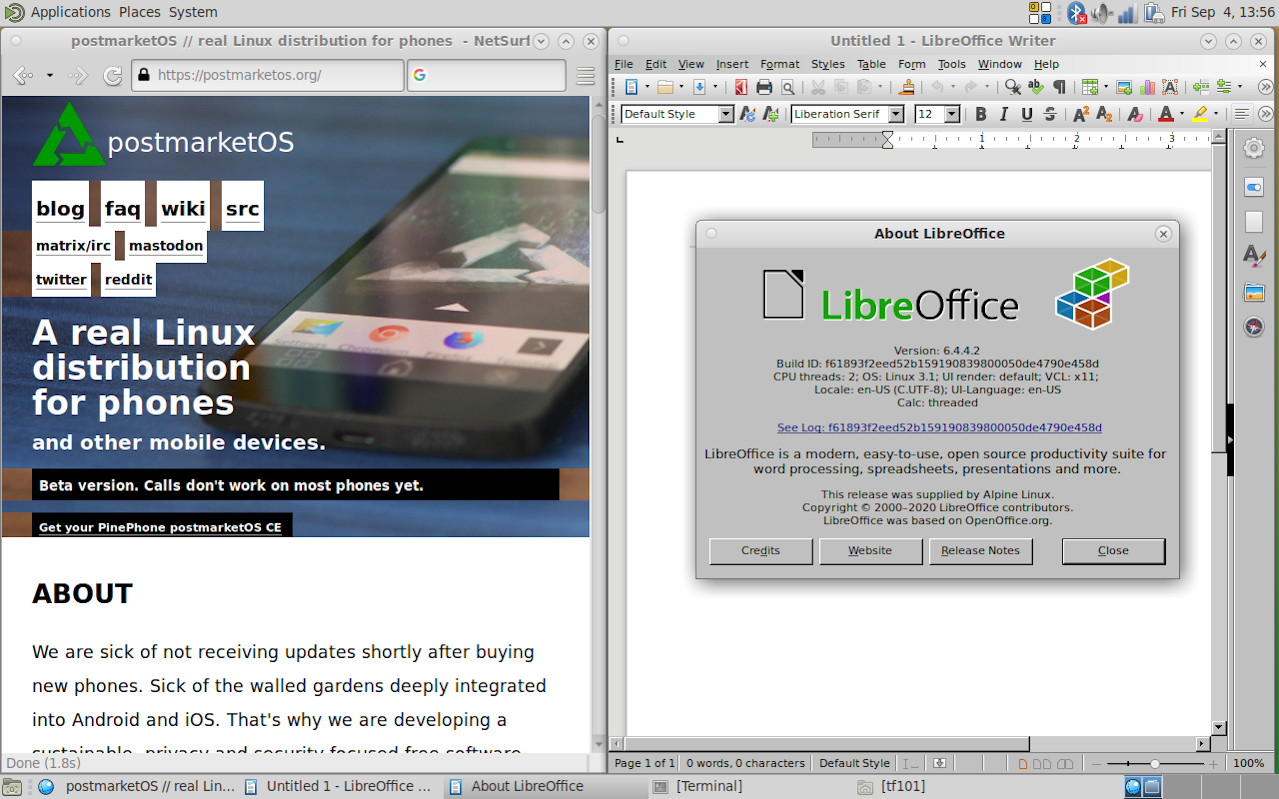 Applications Places System
Fri Sep 4, 13:56
postmarketOS // real Linux distribution for phones - NetSurf
https://postmarketos.org/
postmarketOS
blog faq wiki src
matrix/irc mastodon
twitter reddit
A real Linux
distribution
for phones
and other mobile devices.
Beta version. Calls don't work on most phones yet.
Get your PinePhone postmarketOS CE
ABOUT
We are sick of not receiving updates shortly after buying
new phones. Sick of the walled gardens deeply integrated
into Android and iOS. That's why we are developing a
sustainable, privacy and security focused free software
Done (1.8s)
Untitled 1 - LibreOffice Writer
File Edit View Insert Format Styles Table Form Tools Window Help
Default Style Liberation Serif 12
1 2 3
About LibreOffice
LibreOffice
Version: 6.4.4.2
Build ID: f61893f2eed52b159190839800050de4790e458d
CPU threads: 2; OS: Linux 3.1; UI render: default; VCL: x11;
Locale: en-US (C.UTF-8); UI-Language: en-US
Calc: threaded
See Log: f61893f2eed52b159190839800050de4790e458d
LibreOffice is a modern, easy-to-use, open source productivity suite for
word processing, spreadsheets, presentations and more.
This release was supplied by Alpine Linux.
Copyright © 2000–2020 LibreOffice contributors.
LibreOffice was based on OpenOffice.org.
Credits Website Release Notes Close
Page 1 of 1 0 words, 0 characters Default Style 100%
postmarketOS // real Lin... Untitled 1 - LibreOffice ... About LibreOffice [Terminal] [tf101]